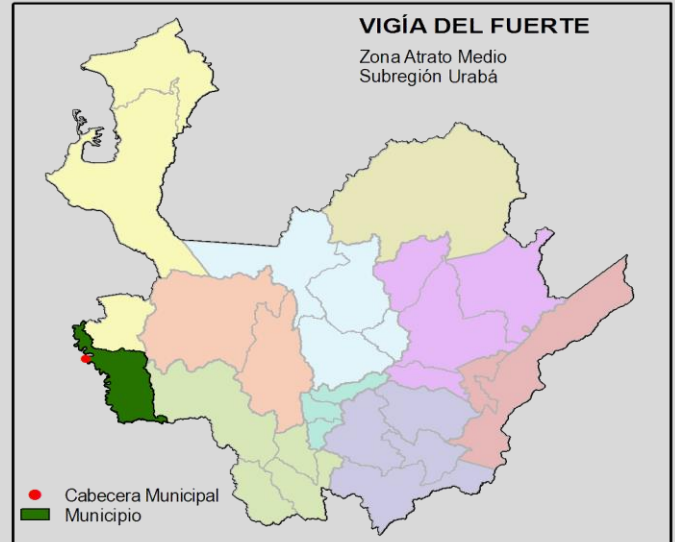 VIGÍA DEL FUERTE
Zona Atrato Medio
Subregión Urabá
Cabecera Municipal
Municipio